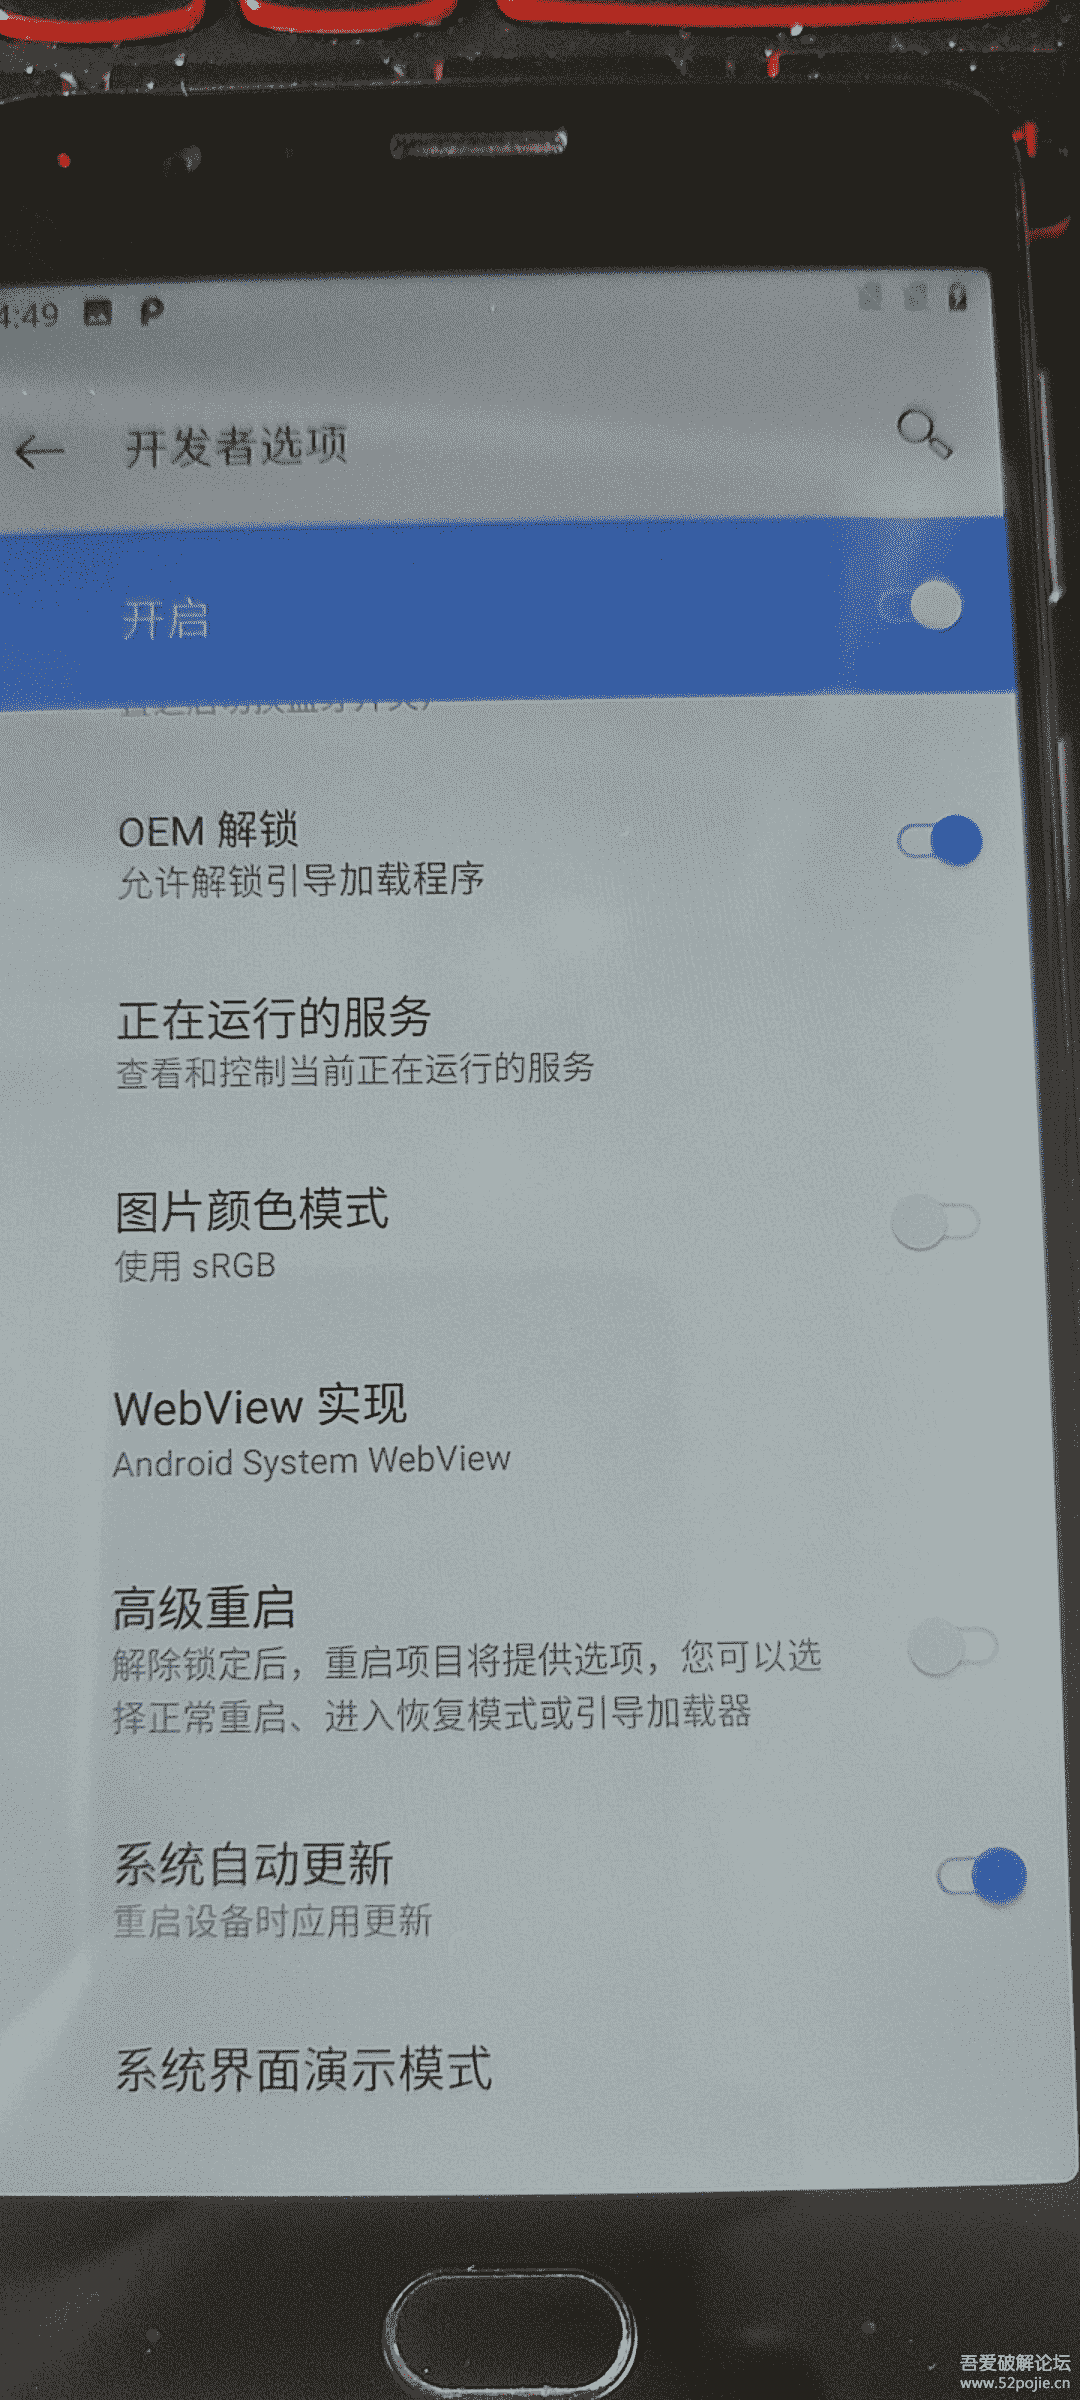 4:49
开发者选项
开启
OEM 解锁
允许解锁引导加载程序
正在运行的服务
查看和控制当前正在运行的服务
图片颜色模式
使用 sRGB
WebView 实现
Android System WebView
高级重启
解除锁定后，重启项目将提供选项，您可以选
择正常重启、进入恢复模式或引导加载器
系统自动更新
重启设备时应用更新
系统界面演示模式
吾爱破解论坛
www.52pojie.cn